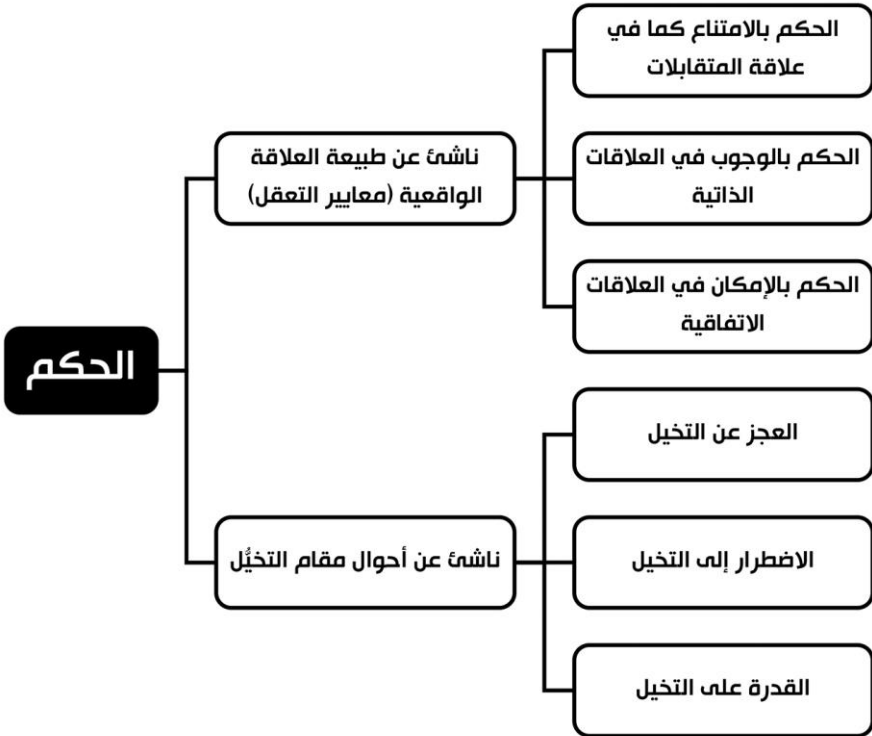 الحكم
ناشئ عن طبيعة العلاقة
الواقعية (معايير التعقل)
الحكم بالامتناع كما في
علاقة المتقابلات
الحكم بالوجوب في العلاقات
الذاتية
الحكم بالإمكان في العلاقات
الاتفاقية
ناشئ عن أحوال مقام التخيُّل
العجز عن التخيل
الاضطرار إلى التخيل
القدرة على التخيل